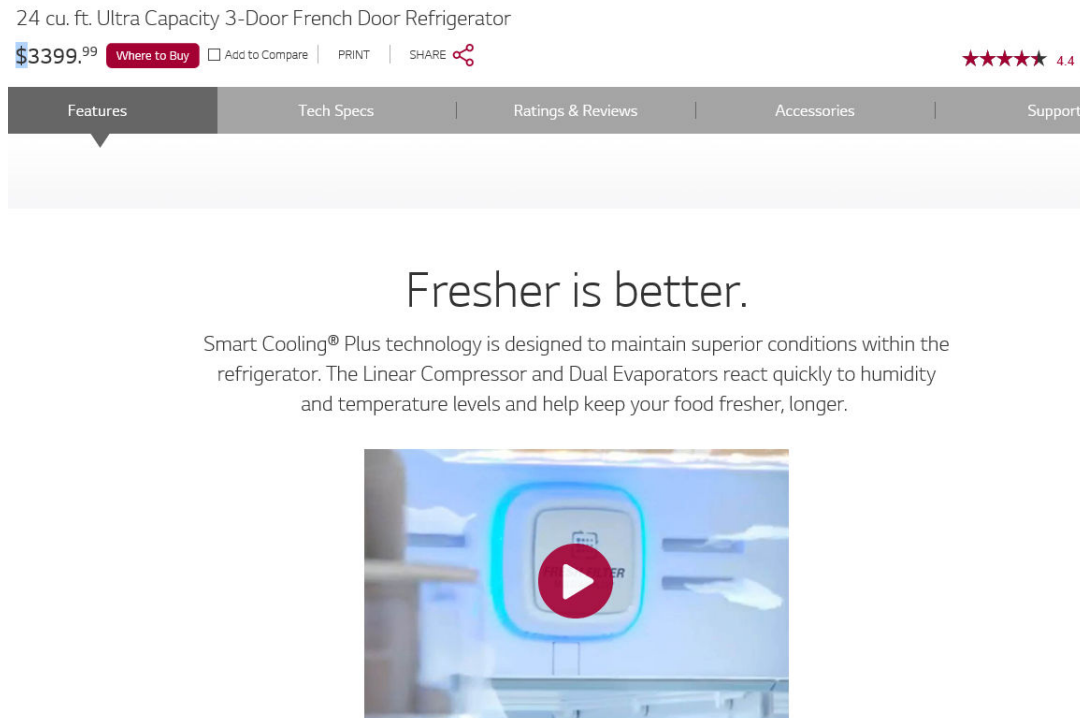 24 cu. ft. Ultra Capacity 3-Door French Door Refrigerator
$3399.99 Where to Buy Add to Compare PRINT SHARE 4.4
Features Tech Specs Ratings & Reviews Accessories Support
Fresher is better.
Smart Cooling® Plus technology is designed to maintain superior conditions within the
refrigerator. The Linear Compressor and Dual Evaporators react quickly to humidity
and temperature levels and help keep your food fresher, longer.